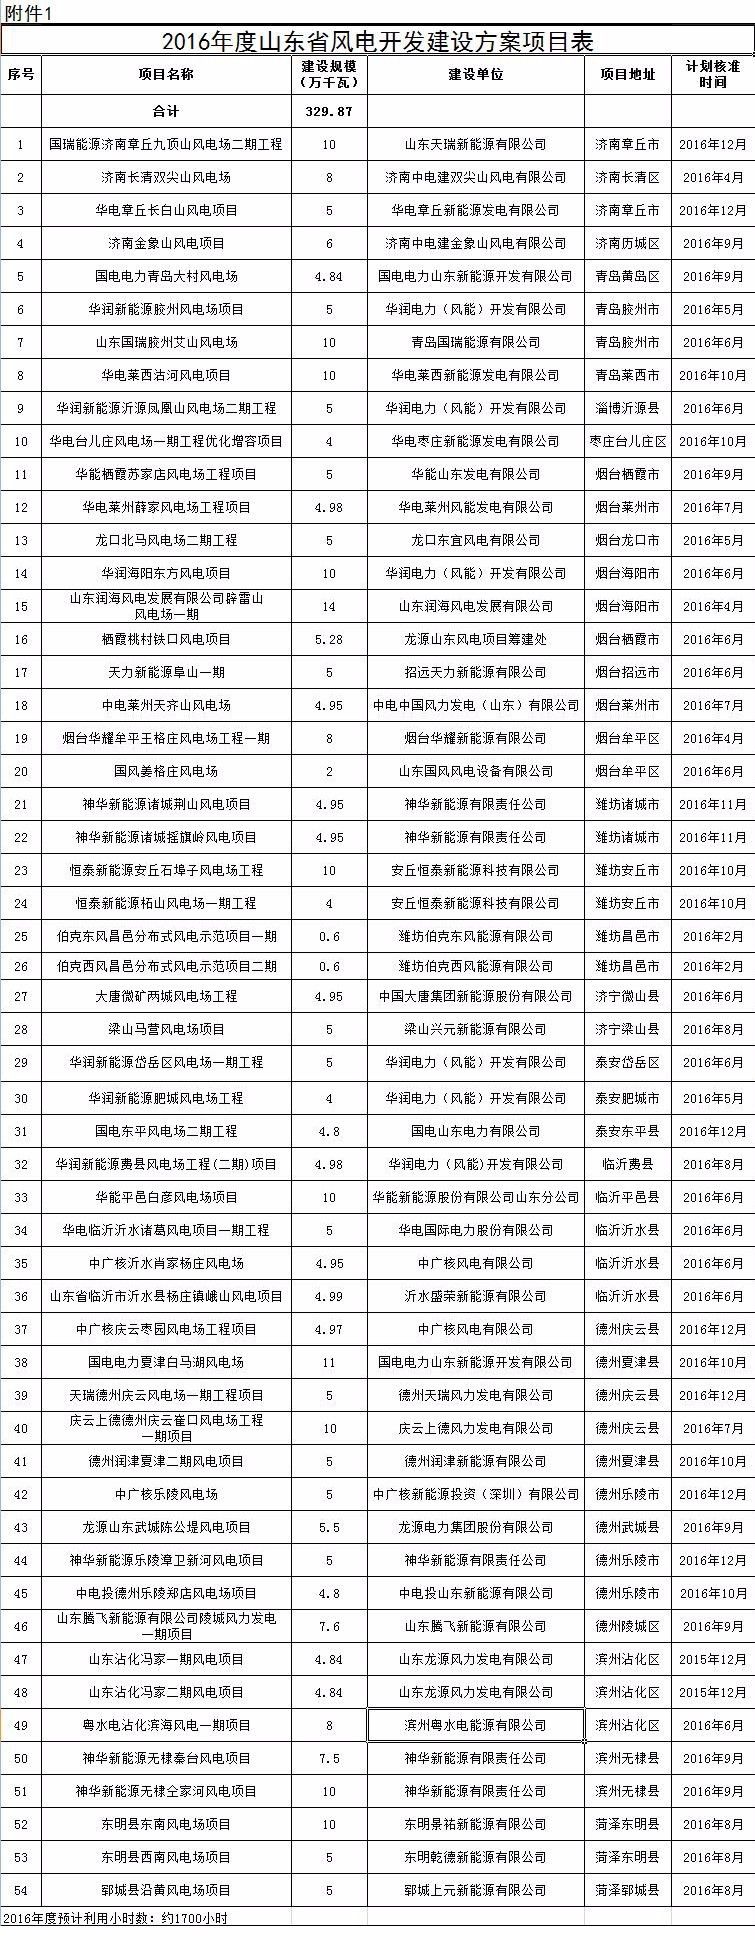 附件1
2016年度山东省风电开发建设方案项目表
序号 项目名称 建设规模（万千瓦） 建设单位 项目地址 计划核准时间
合计 329.87
1 国瑞能源济南章丘九顶山风电场二期工程 10 山东天瑞新能源有限公司 济南章丘市 2016年12月
2 济南长清双尖山风电场 8 济南中电建双尖山风电有限公司 济南长清区 2016年4月
3 华电章丘长白山风电项目 5 华电章丘新能源发电有限公司 济南章丘市 2016年12月
4 济南金象山风电项目 6 济南中电建金象山风电有限公司 济南历城区 2016年9月
5 国电电力青岛大村风电场 4.84 国电电力山东新能源开发有限公司 青岛黄岛区 2016年9月
6 华润新能源胶州风电场项目 5 华润电力（风能）开发有限公司 青岛胶州市 2016年5月
7 山东国瑞胶州艾山风电场 10 青岛国瑞能源有限公司 青岛胶州市 2016年6月
8 华电莱西沽河风电项目 10 华电莱西新能源发电有限公司 青岛莱西市 2016年10月
9 华润新能源沂源凤凰山风电场二期工程 5 华润电力（风能）开发有限公司 淄博沂源县 2016年6月
10 华电台儿庄风电场一期工程优化增容项目 4 华电枣庄新能源发电有限公司 枣庄台儿庄区 2016年10月
11 华能栖霞苏家店风电场工程项目 5 华能山东发电有限公司 烟台栖霞市 2016年9月
12 华电莱州薛家风电场工程项目 4.98 华电莱州风能发电有限公司 烟台莱州市 2016年7月
13 龙口北马风电场二期工程 5 龙口东宜风电有限公司 烟台龙口市 2016年5月
14 华润海阳东方风电项目 10 华润电力（风能）开发有限公司 烟台海阳市 2016年6月
15 山东润海风电发展有限公司辟雷山风电场一期 14 山东润海风电发展有限公司 烟台海阳市 2016年4月
16 栖霞桃村铁口风电项目 5.28 龙源山东风电项目筹建处 烟台栖霞市 2016年6月
17 天力新能源阜山一期 5 招远天力新能源有限公司 烟台招远市 2016年6月
18 中电莱州天齐山风电场 4.95 中电中国风力发电（山东）有限公司 烟台莱州市 2016年7月
19 烟台华耀牟平王格庄风电场工程一期 8 烟台华耀新能源有限公司 烟台牟平区 2016年4月
20 国风姜格庄风电场 2 山东国风风电设备有限公司 烟台牟平区 2016年6月
21 神华新能源诸城荆山风电项目 4.95 神华新能源有限责任公司 潍坊诸城市 2016年11月
22 神华新能源诸城摇旗岭风电项目 4.95 神华新能源有限责任公司 潍坊诸城市 2016年11月
23 恒泰新能源安丘石埠子风电场工程 10 安丘恒泰新能源科技有限公司 潍坊安丘市 2016年10月
24 恒泰新能源柘山风电场一期工程 4 安丘恒泰新能源科技有限公司 潍坊安丘市 2016年10月
25 伯克东风昌邑分布式风电示范项目一期 0.6 潍坊伯克东风能源有限公司 潍坊昌邑市 2016年2月
26 伯克西风昌邑分布式风电示范项目二期 0.6 潍坊伯克西风能源有限公司 潍坊昌邑市 2016年2月
27 大唐微矿两城风电场工程 4.95 中国大唐集团新能源股份有限公司 济宁微山县 2016年6月
28 梁山马营风电场项目 5 梁山兴元新能源有限公司 济宁梁山县 2016年8月
29 华润新能源岱岳区风电场一期工程 5 华润电力（风能）开发有限公司 泰安岱岳区 2016年6月
30 华润新能源肥城风电场工程 4 华润电力（风能）开发有限公司 泰安肥城市 2016年5月
31 国电东平风电场二期工程 4.8 国电山东电力有限公司 泰安东平县 2016年12月
32 华润新能源费县风电场工程(二期)项目 4.98 华润电力（风能)开发有限公司 临沂费县 2016年8月
33 华能平邑白彦风电场项目 10 华能新能源股份有限公司山东分公司 临沂平邑县 2016年6月
34 华电临沂沂水诸葛风电项目一期工程 5 华电国际电力股份有限公司 临沂沂水县 2016年6月
35 中广核沂水肖家杨庄风电场 4.95 中广核风电有限公司 临沂沂水县 2016年6月
36 山东省临沂市沂水县杨庄镇峨山风电项目 4.99 沂水盛荣新能源有限公司 临沂沂水县 2016年6月
37 中广核庆云枣园风电场工程项目 4.97 中广核风电有限公司 德州庆云县 2016年12月
38 国电电力夏津白马湖风电场 11 国电电力山东新能源开发有限公司 德州夏津县 2016年10月
39 天瑞德州庆云风电场一期工程项目 5 德州天瑞风力发电有限公司 德州庆云县 2016年12月
40 庆云上德德州庆云崔口风电场工程一期项目 10 庆云上德风力发电有限公司 德州庆云县 2016年7月
41 德州润津夏津二期风电项目 5 德州润津新能源有限公司 德州夏津县 2016年10月
42 中广核乐陵风电场 5 中广核新能源投资（深圳）有限公司 德州乐陵市 2016年12月
43 龙源山东武城陈公堤风电项目 5.5 龙源电力集团股份有限公司 德州武城县 2016年9月
44 神华新能源乐陵漳卫新河风电项目 5 神华新能源有限责任公司 德州乐陵市 2016年12月
45 中电投德州乐陵郑店风电场项目 4.8 中电投山东新能源有限公司 德州乐陵市 2016年10月
46 山东腾飞新能源有限公司陵城风力发电一期项目 7.6 山东腾飞新能源有限公司 德州陵城区 2016年9月
47 山东沾化冯家一期风电项目 4.84 山东龙源风力发电有限公司 滨州沾化区 2015年12月
48 山东沾化冯家二期风电项目 4.84 山东龙源风力发电有限公司 滨州沾化区 2015年12月
49 粤水电沾化滨海风电一期项目 8 滨州粤水电能源有限公司 滨州沾化区 2016年6月
50 神华新能源无棣秦台风电项目 7.5 神华新能源有限责任公司 滨州无棣县 2016年9月
51 神华新能源无棣仝家河风电项目 10 神华新能源有限责任公司 滨州无棣县 2016年9月
52 东明县东南风电场项目 10 东明景祐新能源有限公司 菏泽东明县 2016年8月
53 东明县西南风电场项目 5 东明乾德新能源有限公司 菏泽东明县 2016年8月
54 郓城县沿黄风电场项目 5 郓城上元新能源有限公司 菏泽郓城县 2016年8月
2016年度预计利用小时数：约1700小时